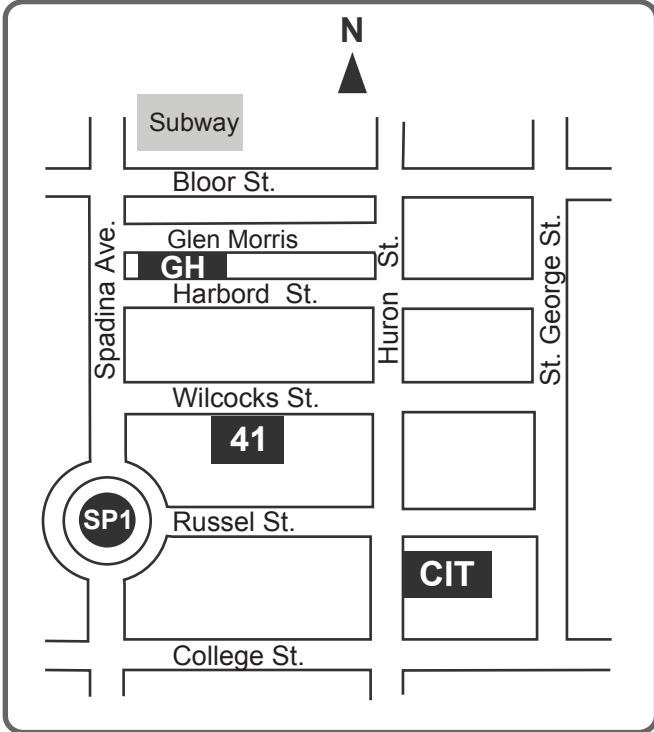 N
Subway
Bloor St.
Glen Morris
GH
Harbord St.
Spadina Ave.
Huron St.
St. George St.
Wilcocks St.
41
SP1
Russel St.
CIT
College St.